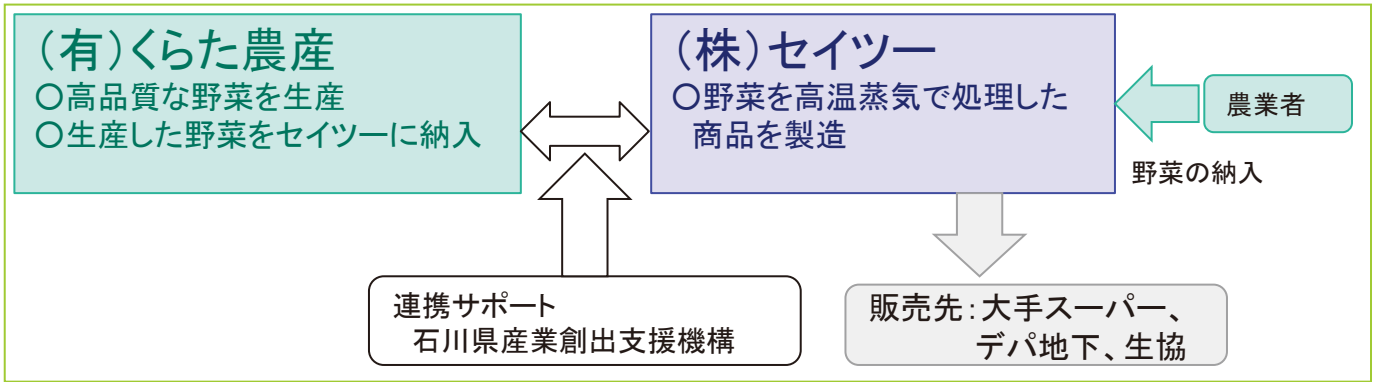 （有）くらた農産
○高品質な野菜を生産
○生産した野菜をセイツーに納入
（株）セイツー
○野菜を高温蒸気で処理した
商品を製造
農業者
野菜の納入
連携サポート
石川県産業創出支援機構
販売先：大手スーパー、
デパ地下、生協